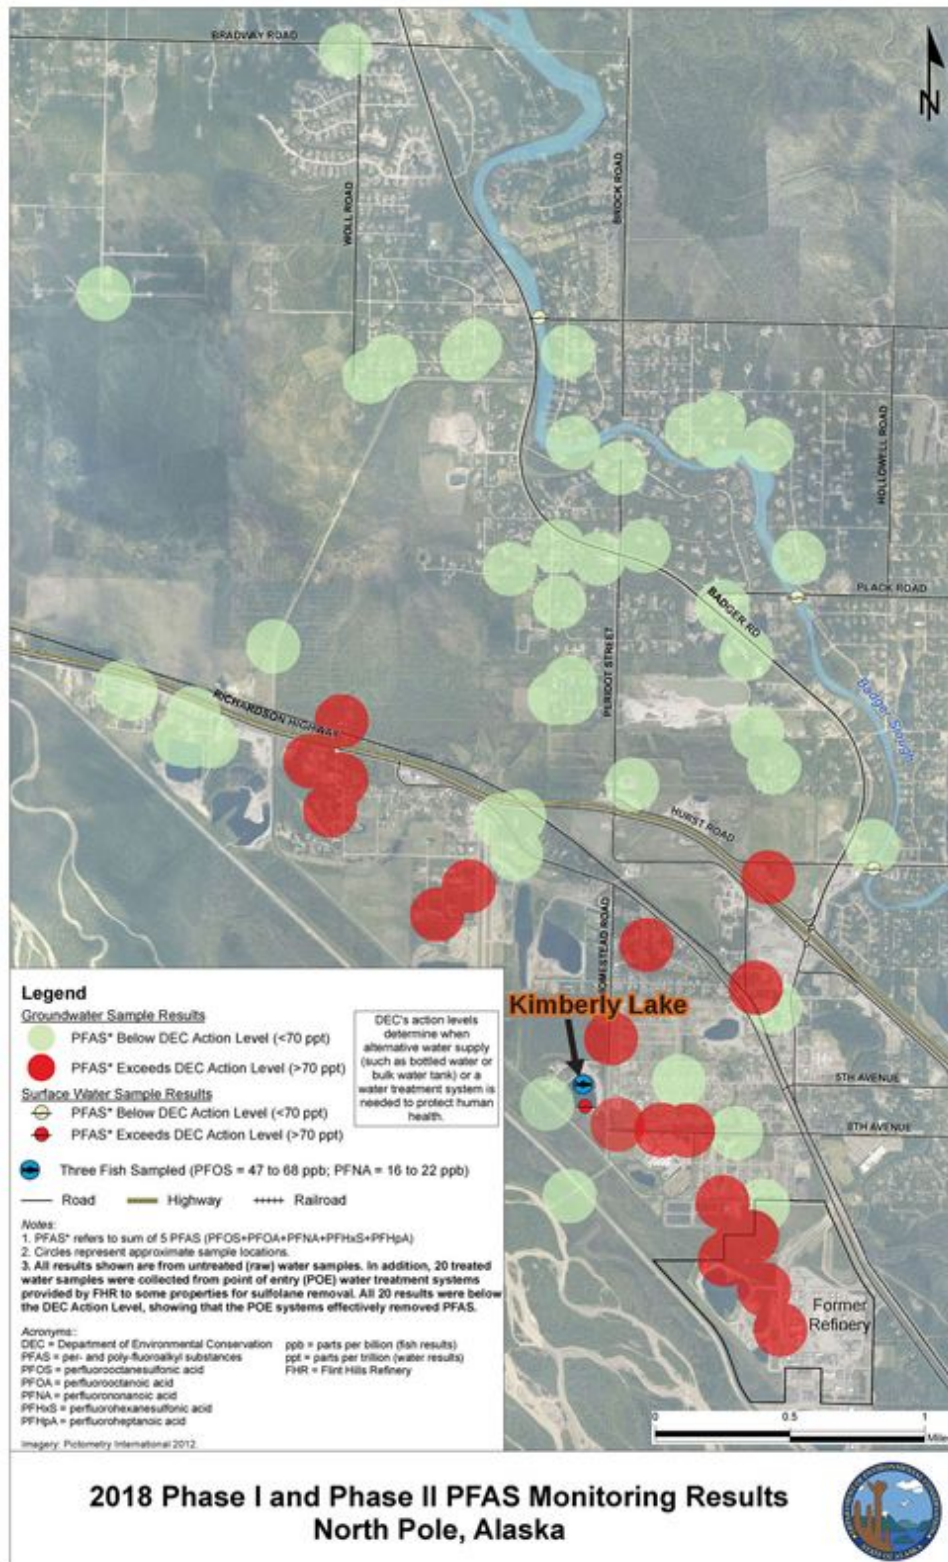 BRADWAY ROAD
N
WOLL ROAD
BROCK ROAD
HOLLOWELL ROAD
PLACK ROAD
BADGER RD
PERIDOT STREET
Badger Slough
RICHARDSON HIGHWAY
HURST ROAD
HOMESTEAD ROAD
Kimberly Lake
5TH AVENUE
8TH AVENUE
Former
Refinery
0 0.5 1
Legend
Groundwater Sample Results
PFAS* Below DEC Action Level (<70 ppt)
PFAS* Exceeds DEC Action Level (>70 ppt)
Surface Water Sample Results
PFAS* Below DEC Action Level (<70 ppt)
PFAS* Exceeds DEC Action Level (>70 ppt)
DEC's action levels
determine when
alternative water supply
(such as bottled water or
bulk water tank) or a
water treatment system is
needed to protect human
health.
Three Fish Sampled (PFOS = 47 to 68 ppb; PFNA = 16 to 22 ppb)
Road Highway Railroad
Notes:
1. PFAS* refers to sum of 5 PFAS (PFOS+PFOA+PFNA+PFHxS+PFHpA)
2. Circles represent approximate sample locations.
3. All results shown are from untreated (raw) water samples. In addition, 20 treated
water samples were collected from point of entry (POE) water treatment systems
provided by FHR to some properties for sulfolane removal. All 20 results were below
the DEC Action Level, showing that the POE systems effectively removed PFAS.
Acronyms:
DEC = Department of Environmental Conservation
PFAS = per- and poly-fluoroalkyl substances
PFOS = perfluorooctanesulfonic acid
PFOA = perfluorooctanoic acid
PFNA = perfluorononanoic acid
PFHxS = perfluorohexanesulfonic acid
PFHpA = perfluoroheptanoic acid
ppb = parts per billion (fish results)
ppt = parts per trillion (water results)
FHR = Flint Hills Refinery
Imagery: Pictometry International 2012.
2018 Phase I and Phase II PFAS Monitoring Results
North Pole, Alaska
STATE OF ALASKA